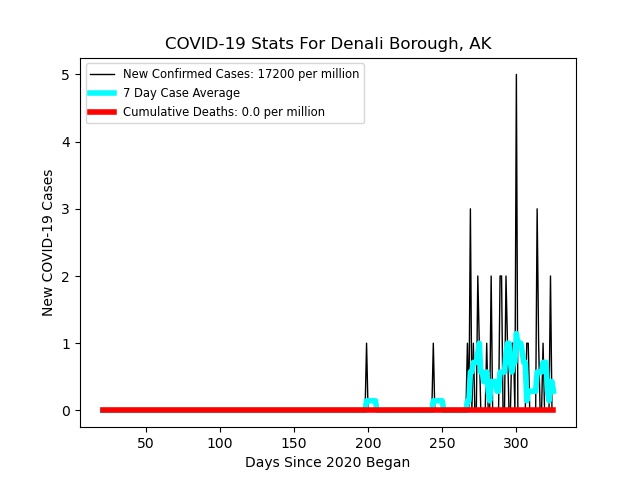 COVID-19 Stats For Denali Borough, AK
New Confirmed Cases: 17200 per million
7 Day Case Average
Cumulative Deaths: 0.0 per million
New COVID-19 Cases
5
4
3
2
1
0
50 100 150 200 250 300
Days Since 2020 Began